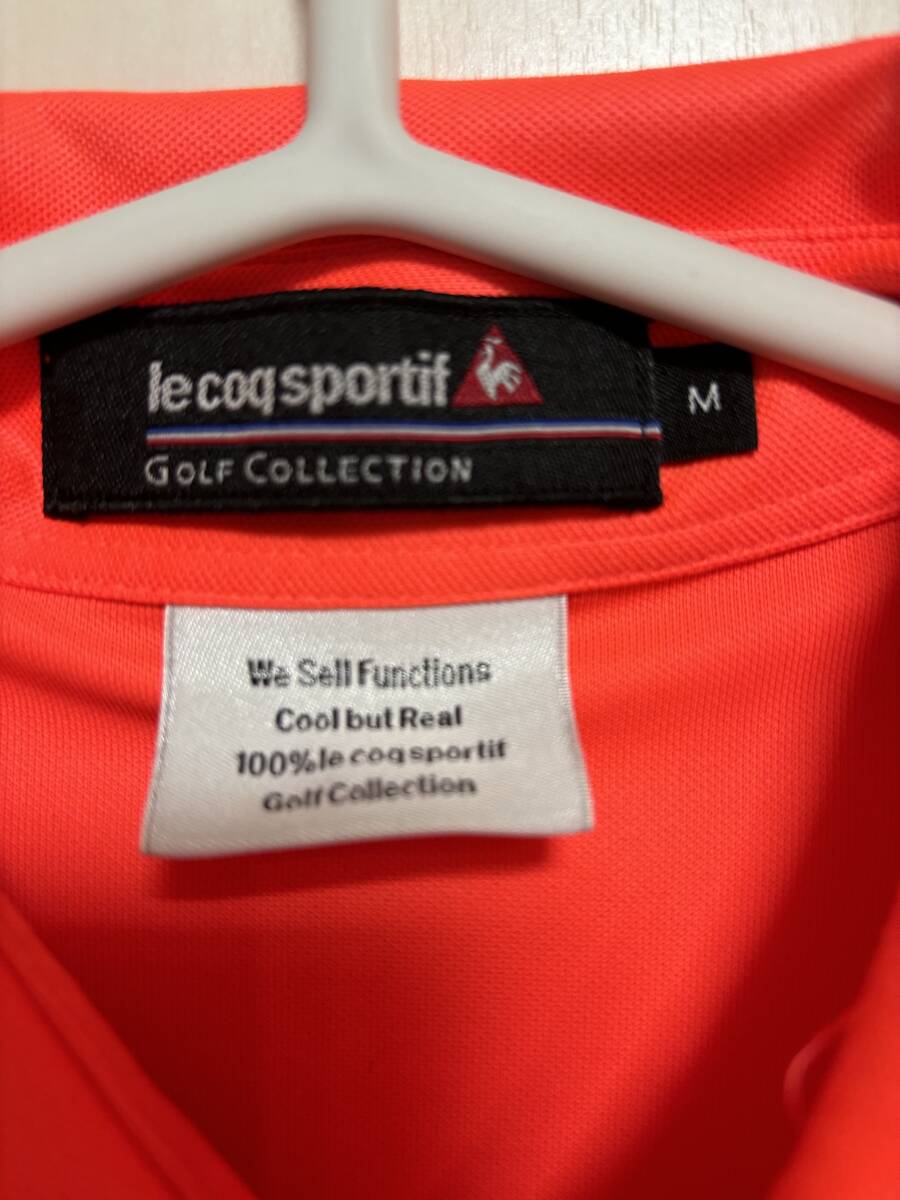 le coq sportif
M
GOLF COLLECTION
We Sell Functions
Cool but Real
100% le coq sportif
Golf Collection